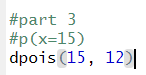 #part 3
#p(x=15)
dpois(15, 12)